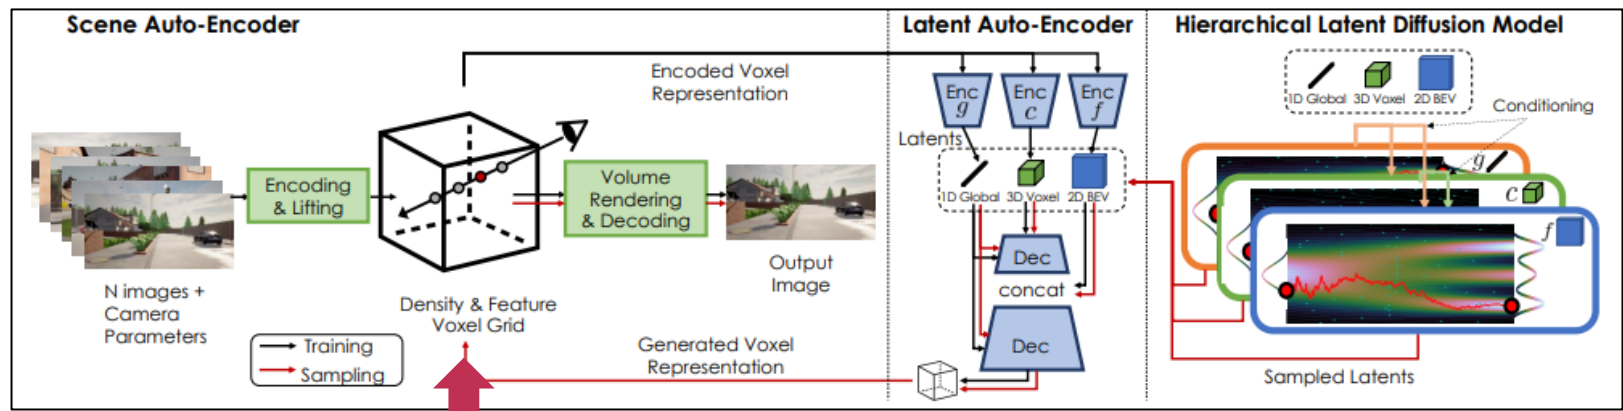 Scene Auto-Encoder
N images +
Camera
Parameters
Encoding
& Lifting
Encoded Voxel
Representation
Density & Feature
Voxel Grid
Volume
Rendering
& Decoding
Output
Image
Training
Sampling
Generated Voxel
Representation
Latent Auto-Encoder
Enc
g
Enc
c
Enc
f
Latents
1D Global
3D Voxel
2D BEV
Dec
concat
Dec
Hierarchical Latent Diffusion Model
1D Global
3D Voxel
2D BEV
Conditioning
g
c
f
Sampled Latents